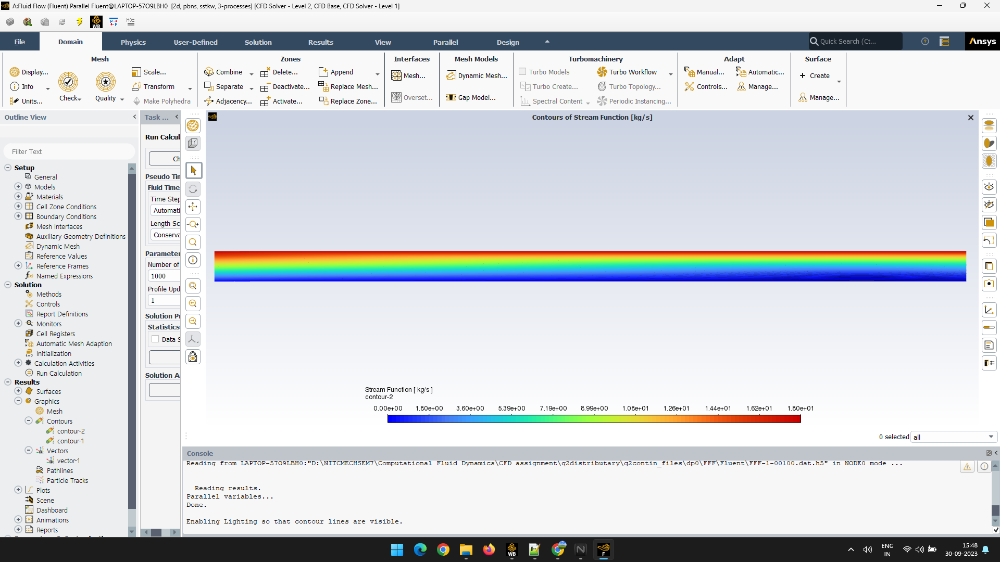 A:Fluid Flow (Fluent) Parallel Fluent@LAPTOP-57O9LBH0 [2d, pbns, sstkw, 3-processes] [CFD Solver - Level 2, CFD Base, CFD Solver - Level 1]
WB
File Domain Physics User-Defined Solution Results View Parallel Design Quick Search (Ct... Ansys
Mesh Zones Interfaces Mesh Models Turbomachinery Adapt Surface
Display... Scale... Combine Delete... Append Mesh... Dynamic Mesh... Turbo Models Turbo Workflow Manual... Automatic... Create
Info Check Quality Transform Separate Deactivate... Replace Mesh... Turbo Create... Turbo Topology... Controls... Manage...
Units... Make Polyhedra Adjacency... Activate... Replace Zone... Overset... Gap Model... Spectral Content Periodic Instancing... Manage...
Outline View
Task ...
Contours of Stream Function [kg/s]
Filter Text
Setup
General
Models
Materials
Cell Zone Conditions
Boundary Conditions
Mesh Interfaces
Auxiliary Geometry Definitions
Dynamic Mesh
Reference Values
Reference Frames
Named Expressions
Solution
Methods
Controls
Report Definitions
Monitors
Cell Registers
Automatic Mesh Adaption
Initialization
Calculation Activities
Run Calculation
Results
Surfaces
Graphics
Mesh
Contours
contour-2
contour-1
Vectors
vector-1
Pathlines
Particle Tracks
Plots
Scene
Dashboard
Animations
Reports
Run Calcul
Ch
Pseudo Tim
Fluid Time
Time Step
Automati
Length Sc
Conserva
Parameter
Number of
1000
Profile Upd
1
Solution Pr
Statistics
Data S
Solution A
Stream Function [ kg/s ]
contour-2
0.00e+00 1.80e+00 3.60e+00 5.39e+00 7.19e+00 8.99e+00 1.08e+01 1.26e+01 1.44e+01 1.62e+01 1.80e+01
0 selected all
Console
Reading from LAPTOP-57O9LBH0:"D:\NITCMECHSEM7\Computational Fluid Dynamics\CFD assignment\q2distributary\q2contin_files\dp0\FFF\Fluent\FFF-1-00100.dat.h5" in NODE0 mode ...
Reading results.
Parallel variables...
Done.
Enabling Lighting so that contour lines are visible.
WB
F
ENG
IN
15:48
30-09-2023